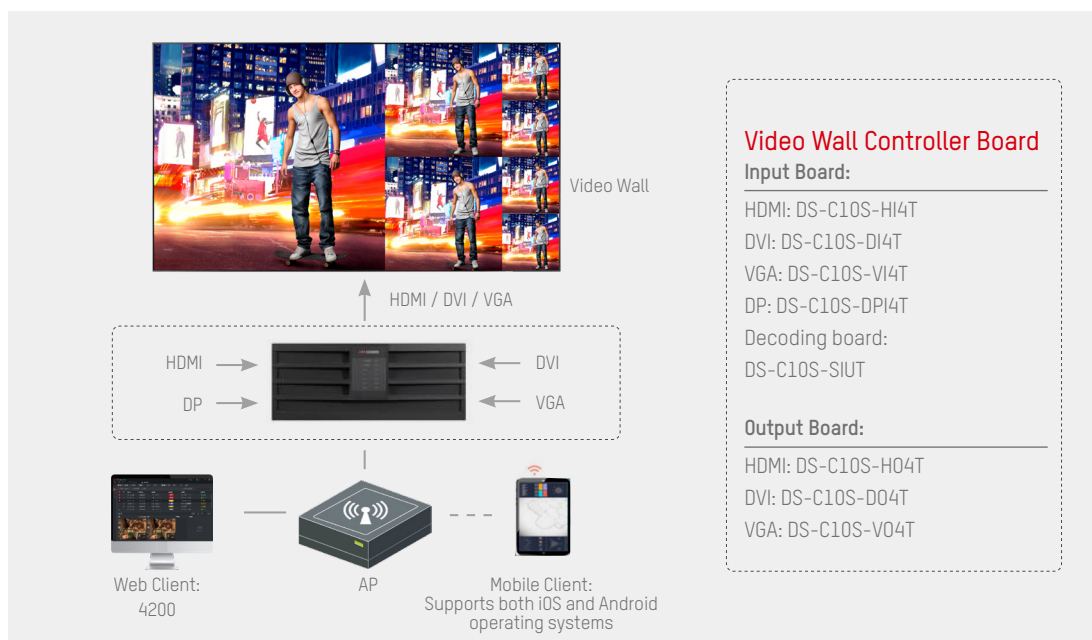 Video Wall
HDMI / DVI / VGA
HDMI
DVI
DP
VGA
Web Client:
4200
AP
Mobile Client:
Supports both iOS and Android
operating systems
Video Wall Controller Board
Input Board:
HDMI: DS-C10S-HI4T
DVI: DS-C10S-DI4T
VGA: DS-C10S-VI4T
DP: DS-C10S-DPI4T
Decoding board:
DS-C10S-SIUT
Output Board:
HDMI: DS-C10S-HO4T
DVI: DS-C10S-DO4T
VGA: DS-C10S-VO4T